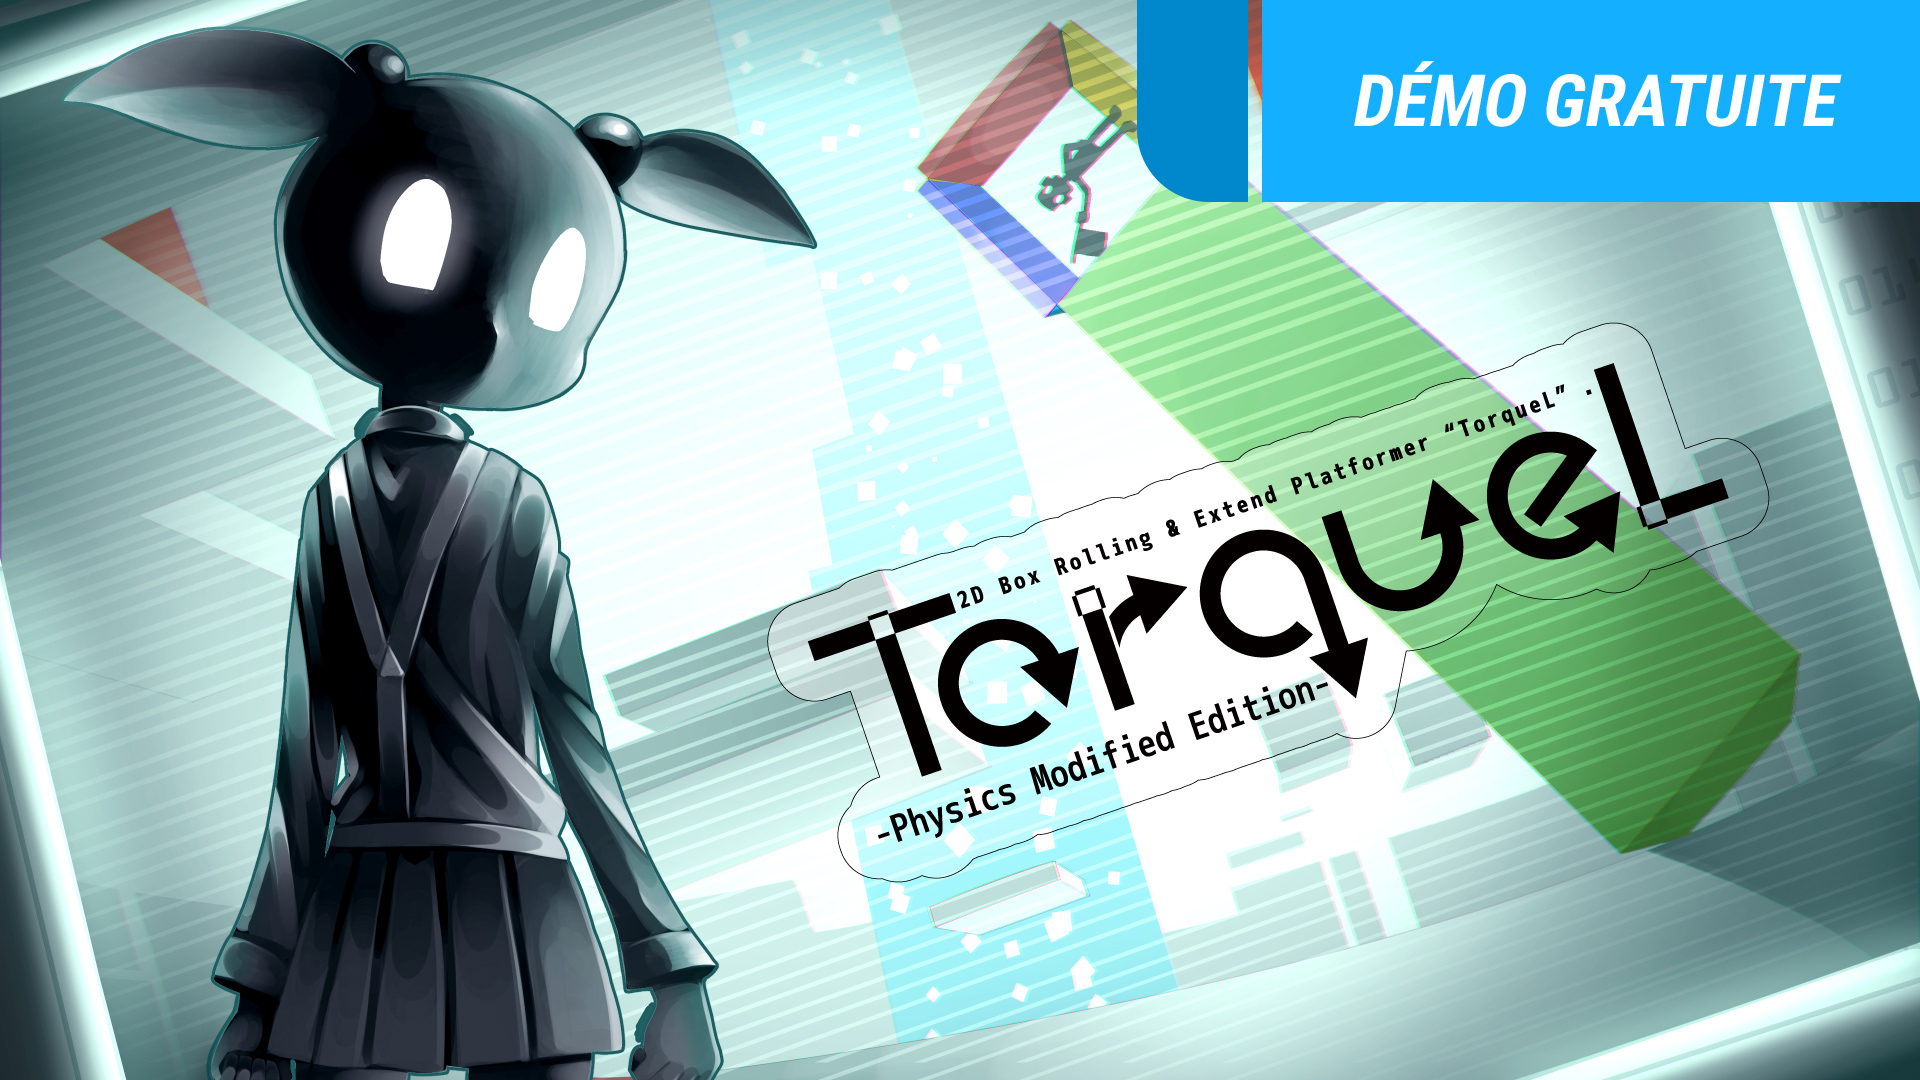 DÉMO GRATUITE
2D Box Rolling & Extend Platformer “TorqueL” .
TorqueL
-Physics Modified Edition-